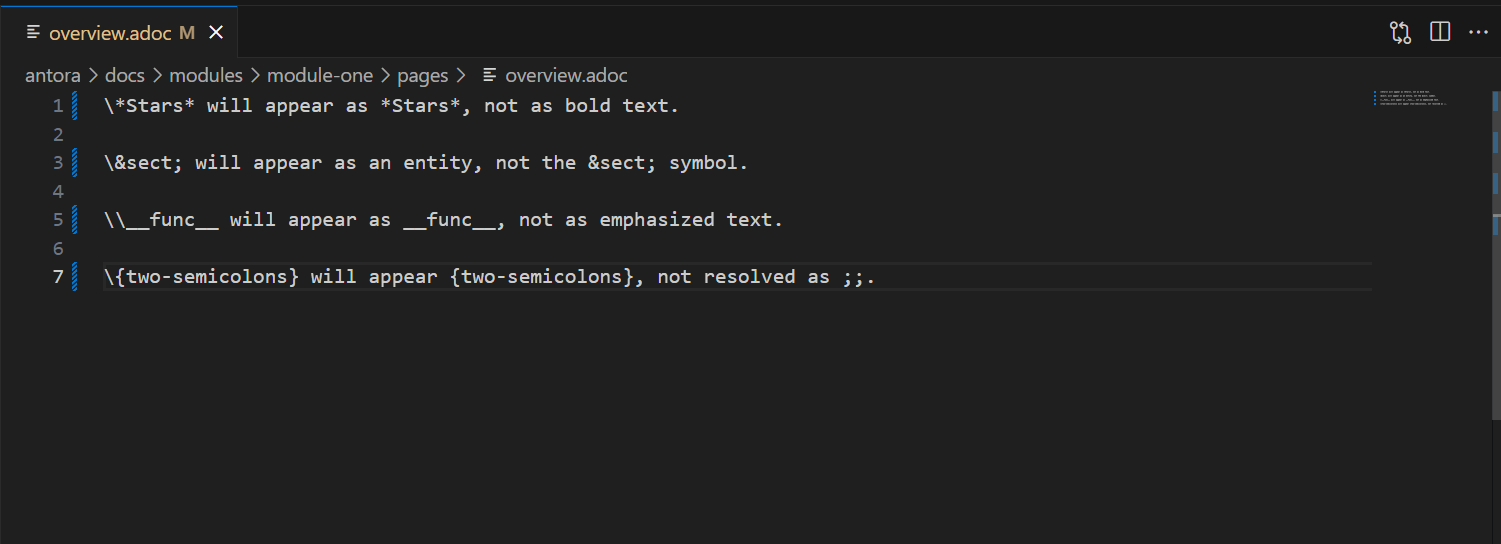 overview.adoc M
antora > docs > modules > module-one > pages > overview.adoc
1 \*Stars* will appear as *Stars*, not as bold text.
2
3 \&sect; will appear as an entity, not the &sect; symbol.
4
5 \\__func__ will appear as __func__, not as emphasized text.
6
7 \{two-semicolons} will appear {two-semicolons}, not resolved as ;;.